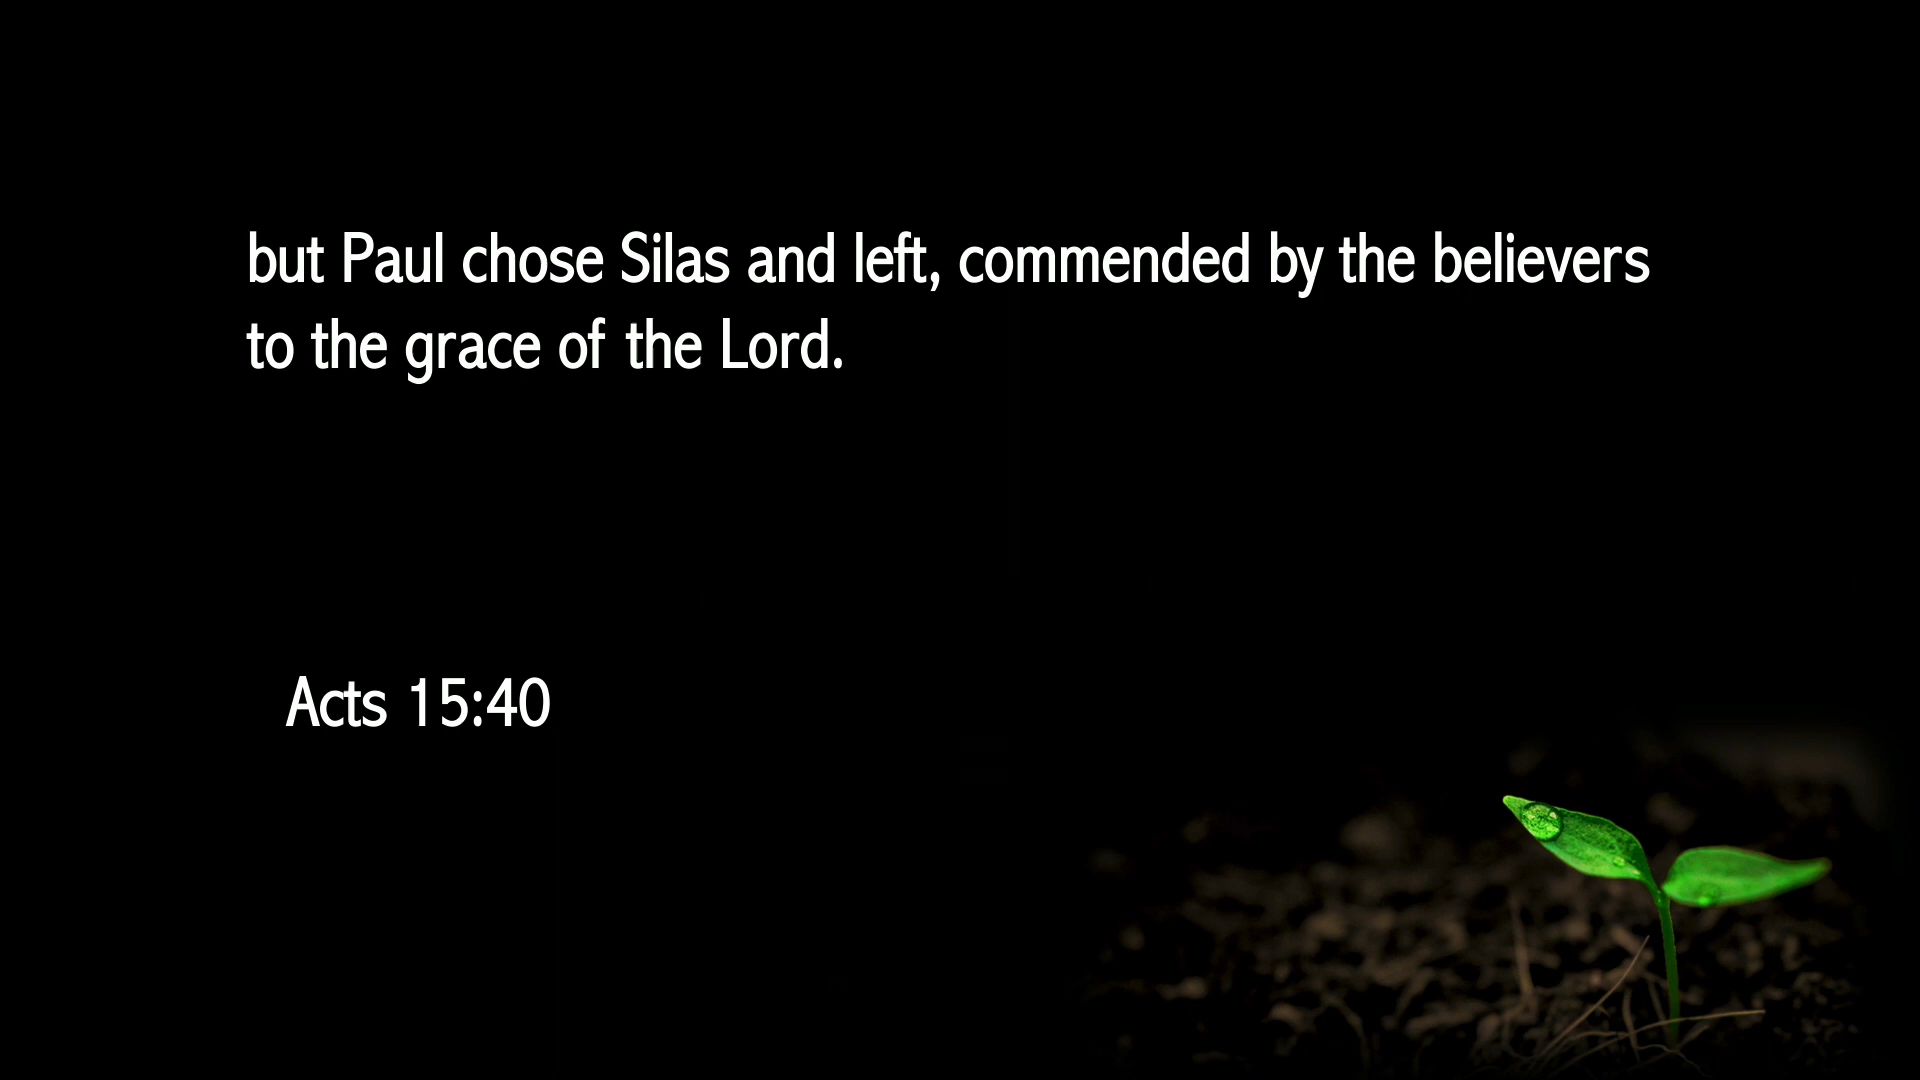 but Paul chose Silas and left, commended by the believers
to the grace of the Lord.
Acts 15:40